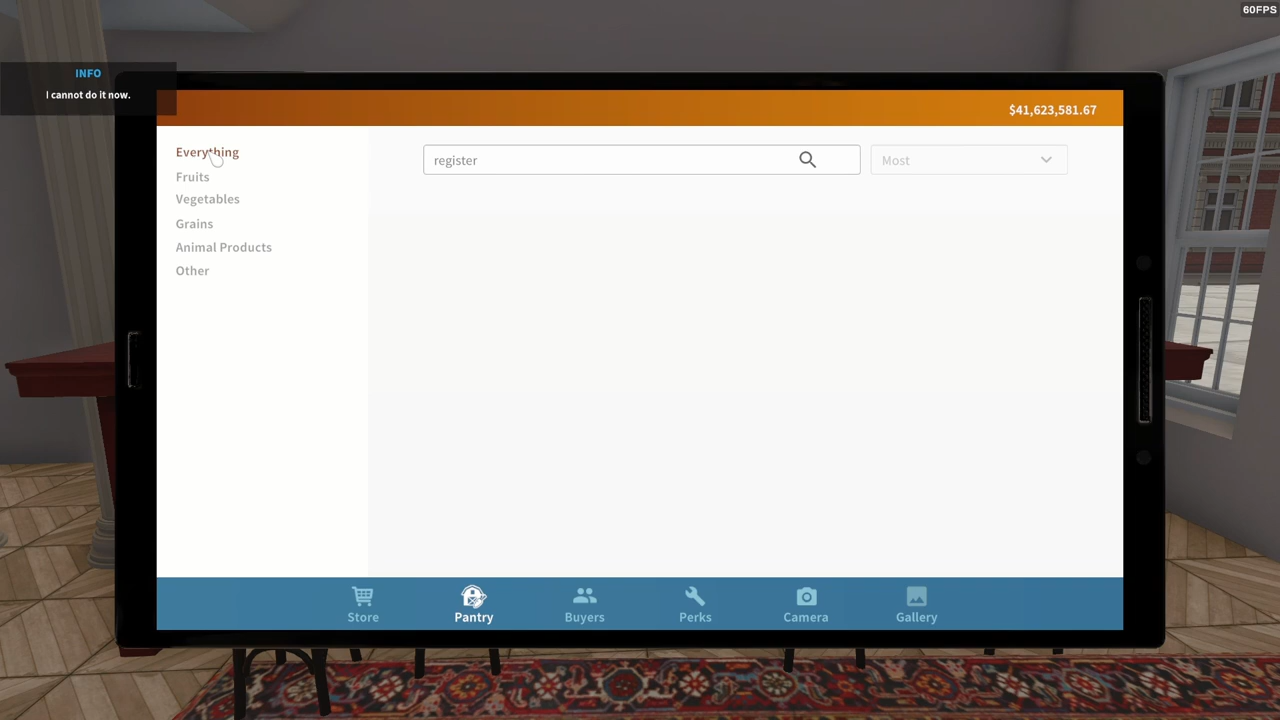 60FPS
INFO
I cannot do it now.
$41,623,581.67
Everything
Fruits
Vegetables
Grains
Animal Products
Other
register
Most
Store
Pantry
Buyers
Perks
Camera
Gallery